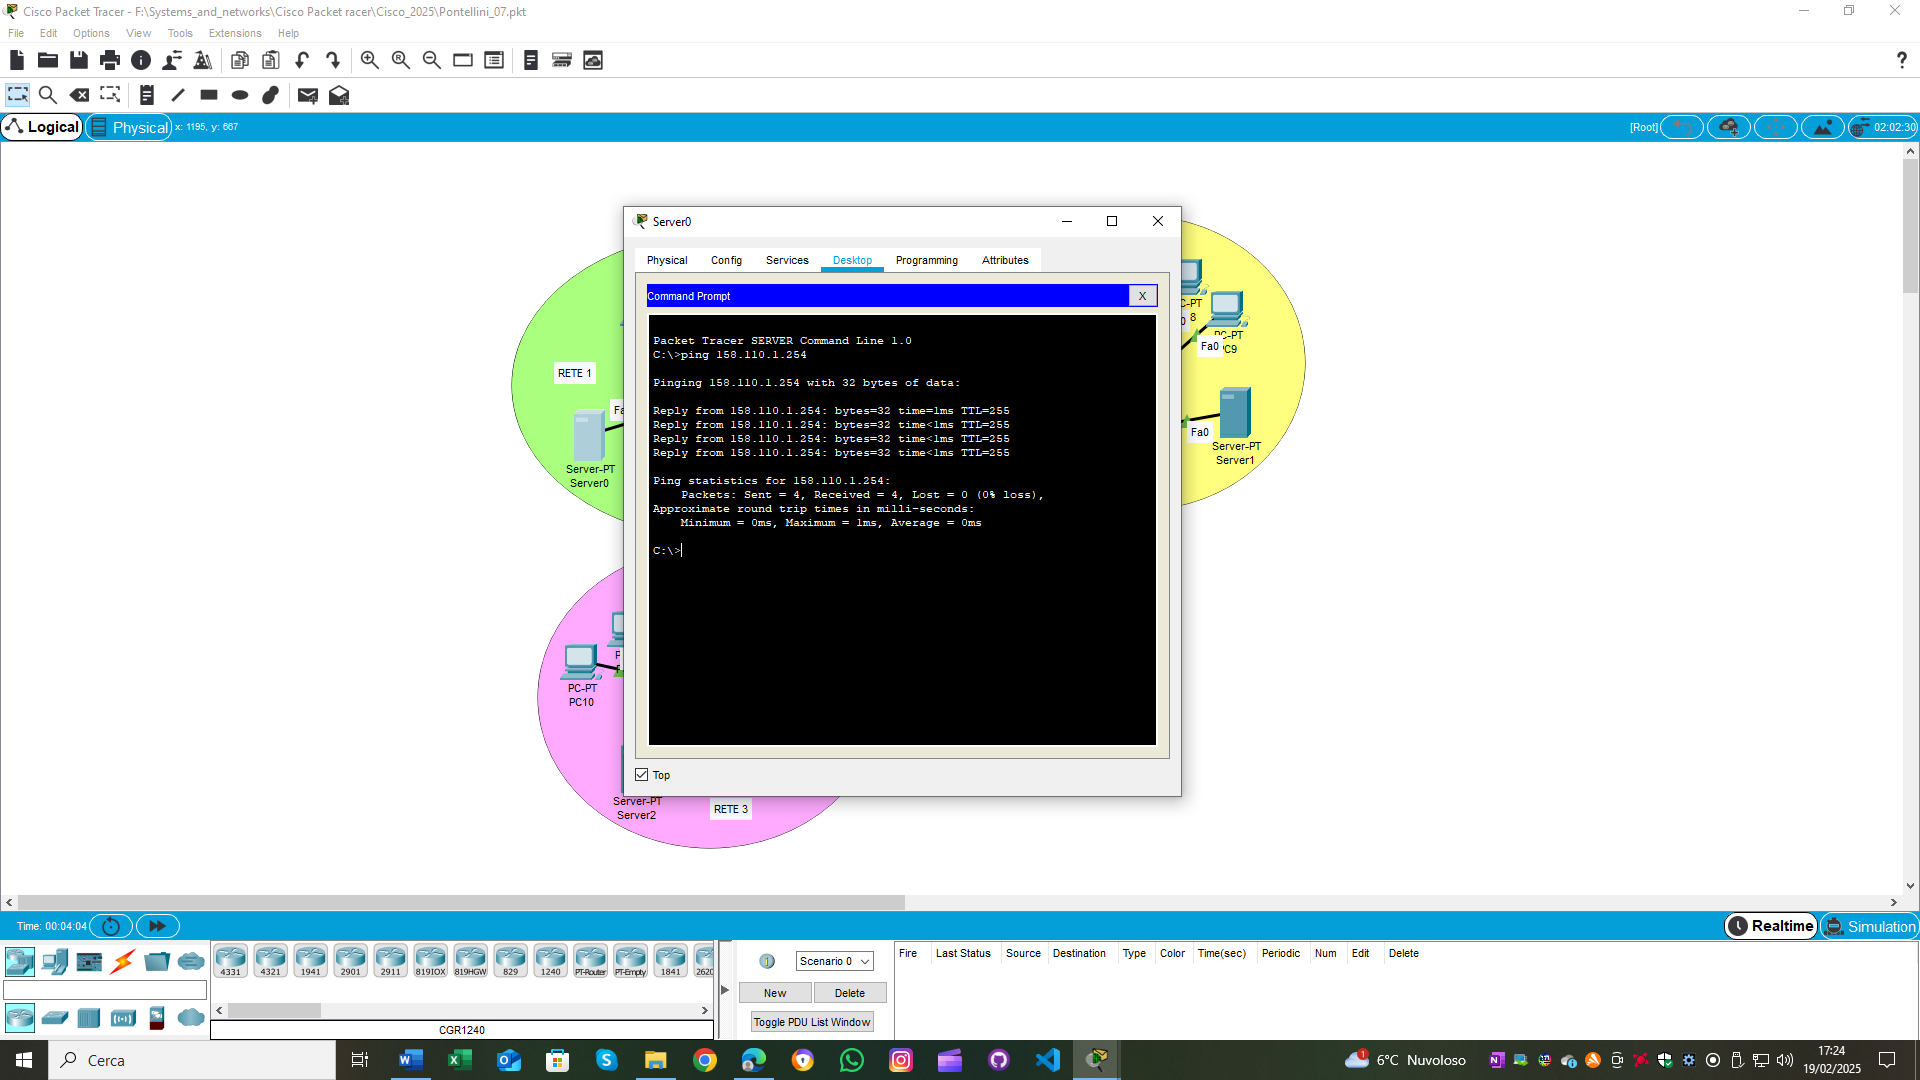 Cisco Packet Tracer - F:\Systems_and_networks\Cisco Packet racer\Cisco_2025\Pontellini_07.pkt
File Edit Options View Tools Extensions Help
Logical Physical x: 1195, y: 667 [Root] 02:02:30
Server0
Physical Config Services Desktop Programming Attributes
Command Prompt X
Packet Tracer SERVER Command Line 1.0
C:\>ping 158.110.1.254
Pinging 158.110.1.254 with 32 bytes of data:
Reply from 158.110.1.254: bytes=32 time=1ms TTL=255
Reply from 158.110.1.254: bytes=32 time<1ms TTL=255
Reply from 158.110.1.254: bytes=32 time<1ms TTL=255
Reply from 158.110.1.254: bytes=32 time<1ms TTL=255
Ping statistics for 158.110.1.254:
Packets: Sent = 4, Received = 4, Lost = 0 (0% loss),
Approximate round trip times in milli-seconds:
Minimum = 0ms, Maximum = 1ms, Average = 0ms
C:\>
Top
RETE 1
Fa
Server-PT
Server0
C-PT
8
PC-PT
PC9
Fa0
Fa0
Server-PT
Server1
PC-PT
PC10
Server-PT
Server2
RETE 3
Time: 00:04:04
Realtime Simulation
4331 4321 1941 2901 2911 819IOX 819HGW 829 1240 PT-Router PT-Empty 1841 2620
CGR1240
Scenario 0
New Delete
Toggle PDU List Window
Fire Last Status Source Destination Type Color Time(sec) Periodic Num Edit Delete
Cerca
6°C Nuvoloso
17:24
19/02/2025